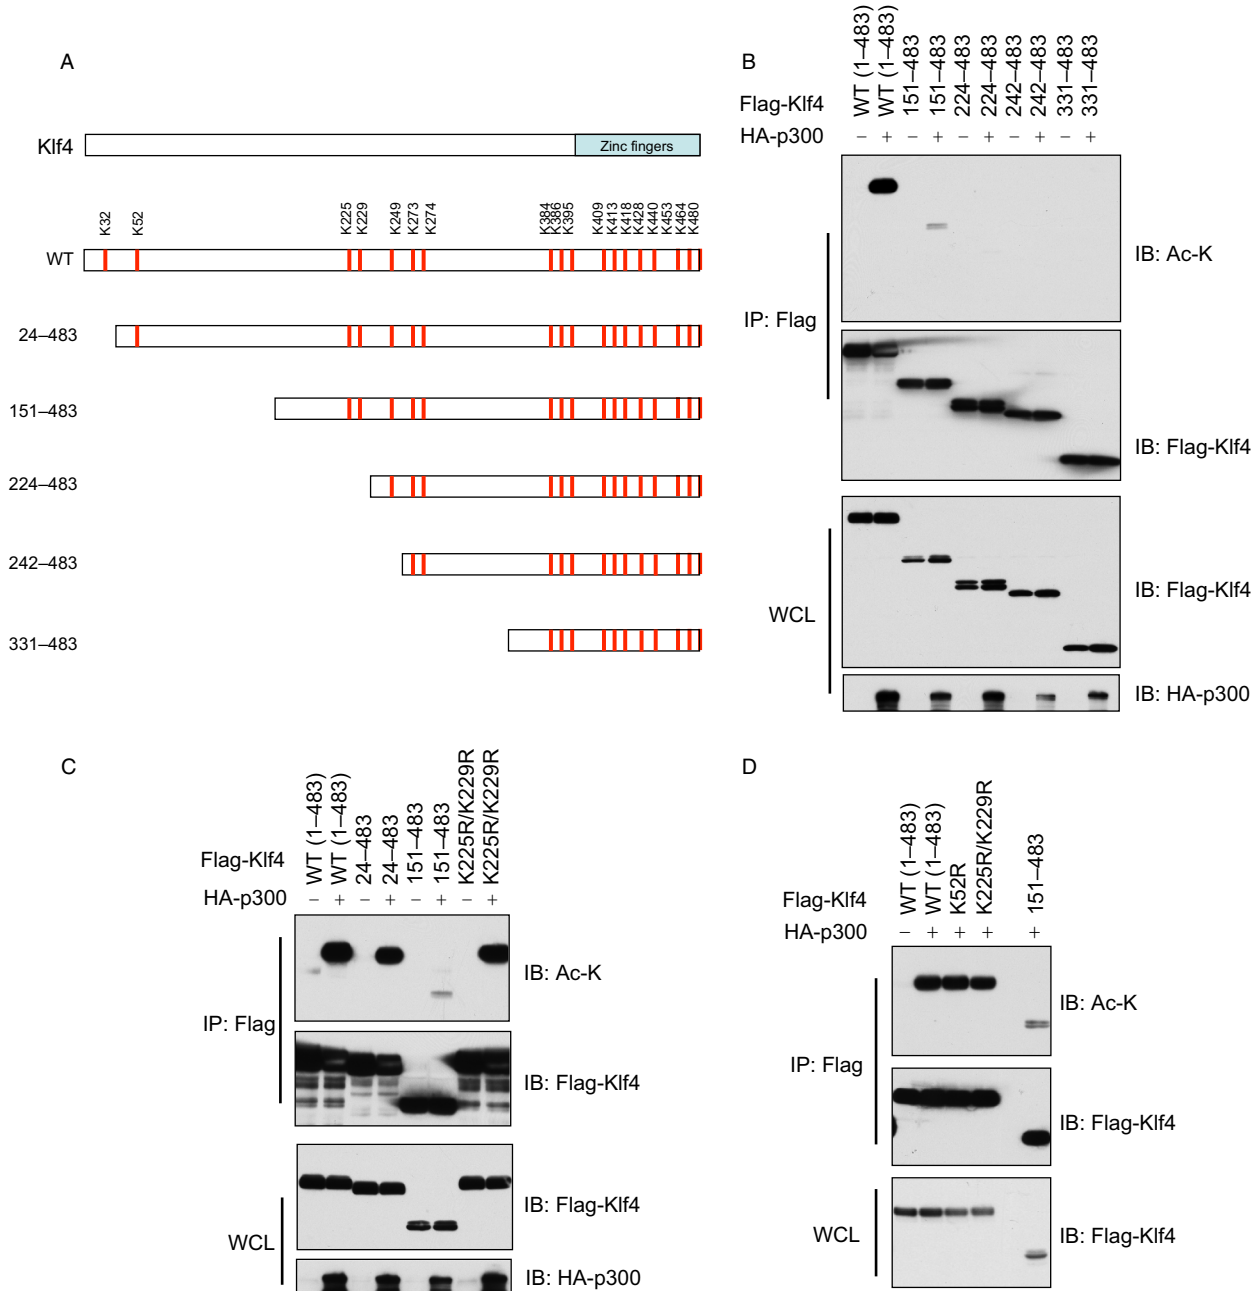 A
Klf4
Zinc fingers
K32
K52
K225
K229
K249
K273
K274
K384
K386
K395
K409
K413
K418
K428
K440
K453
K464
K480
WT
24–483
151–483
224–483
242–483
331–483
B
Flag-Klf4
WT (1–483)
WT (1–483)
151–483
151–483
224–483
224–483
242–483
242–483
331–483
331–483
HA-p300 – + – + – + – + – +
IP: Flag
IB: Ac-K
IB: Flag-Klf4
WCL
IB: Flag-Klf4
IB: HA-p300
C
Flag-Klf4
WT (1–483)
WT (1–483)
24–483
24–483
151–483
151–483
K225R/K229R
K225R/K229R
HA-p300 – + – + – + – +
IP: Flag
IB: Ac-K
IB: Flag-Klf4
WCL
IB: Flag-Klf4
IB: HA-p300
D
Flag-Klf4
WT (1–483)
WT (1–483)
K52R
K225R/K229R
151–483
HA-p300 – + + + +
IP: Flag
IB: Ac-K
IB: Flag-Klf4
WCL
IB: Flag-Klf4